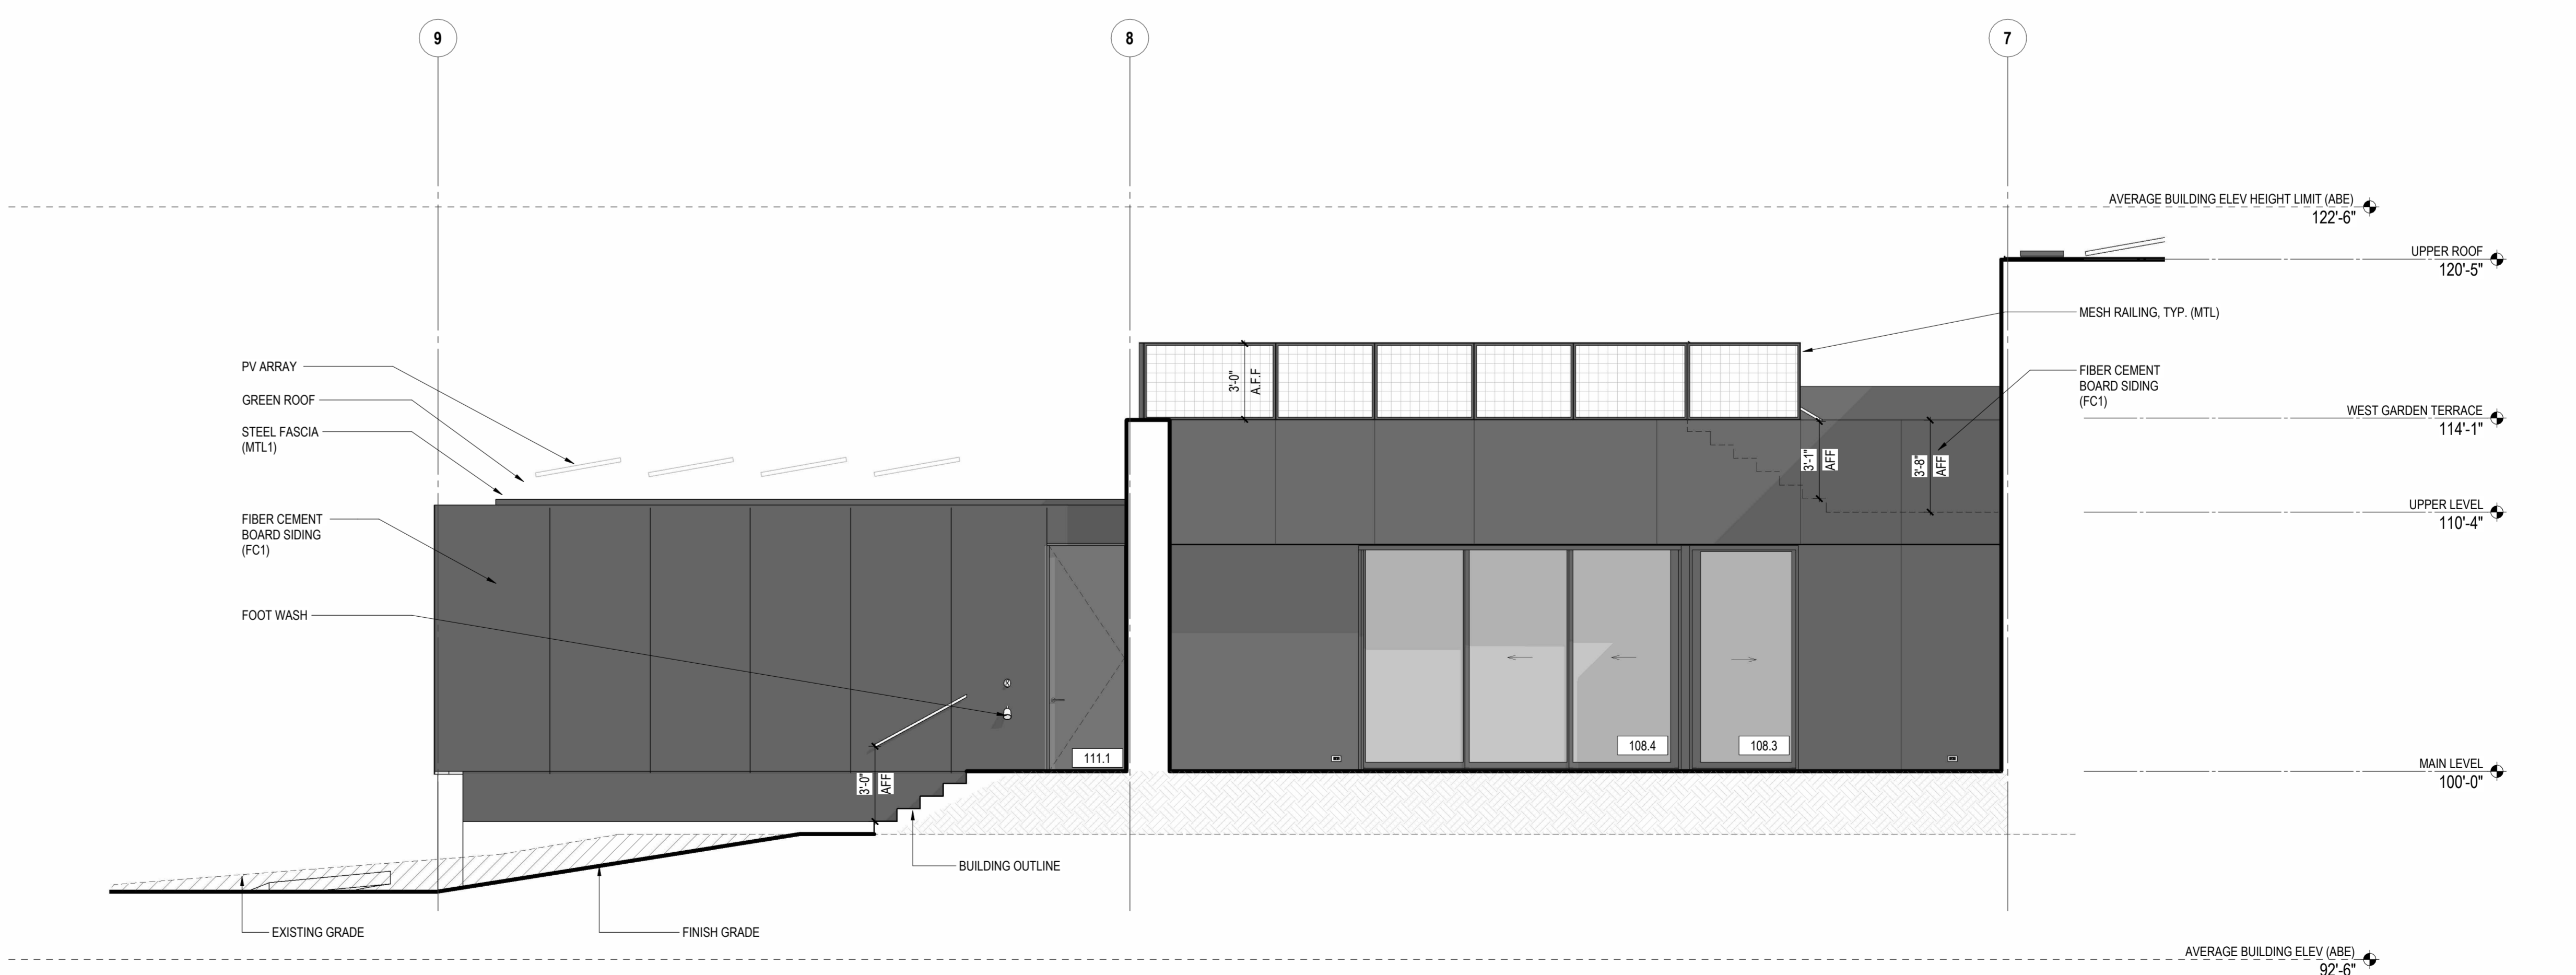 9
8
7
AVERAGE BUILDING ELEV HEIGHT LIMIT (ABE)
122'-6"
UPPER ROOF
120'-5"
MESH RAILING, TYP. (MTL)
PV ARRAY
FIBER CEMENT
BOARD SIDING
(FC1)
3'-0"
A.F.F
GREEN ROOF
WEST GARDEN TERRACE
114'-1"
STEEL FASCIA
(MTL1)
3'-1"
AFF
3'-8"
AFF
UPPER LEVEL
110'-4"
FIBER CEMENT
BOARD SIDING
(FC1)
FOOT WASH
111.1
108.4
108.3
MAIN LEVEL
100'-0"
3'-0"
AFF
BUILDING OUTLINE
EXISTING GRADE
FINISH GRADE
AVERAGE BUILDING ELEV (ABE)
92'-6"